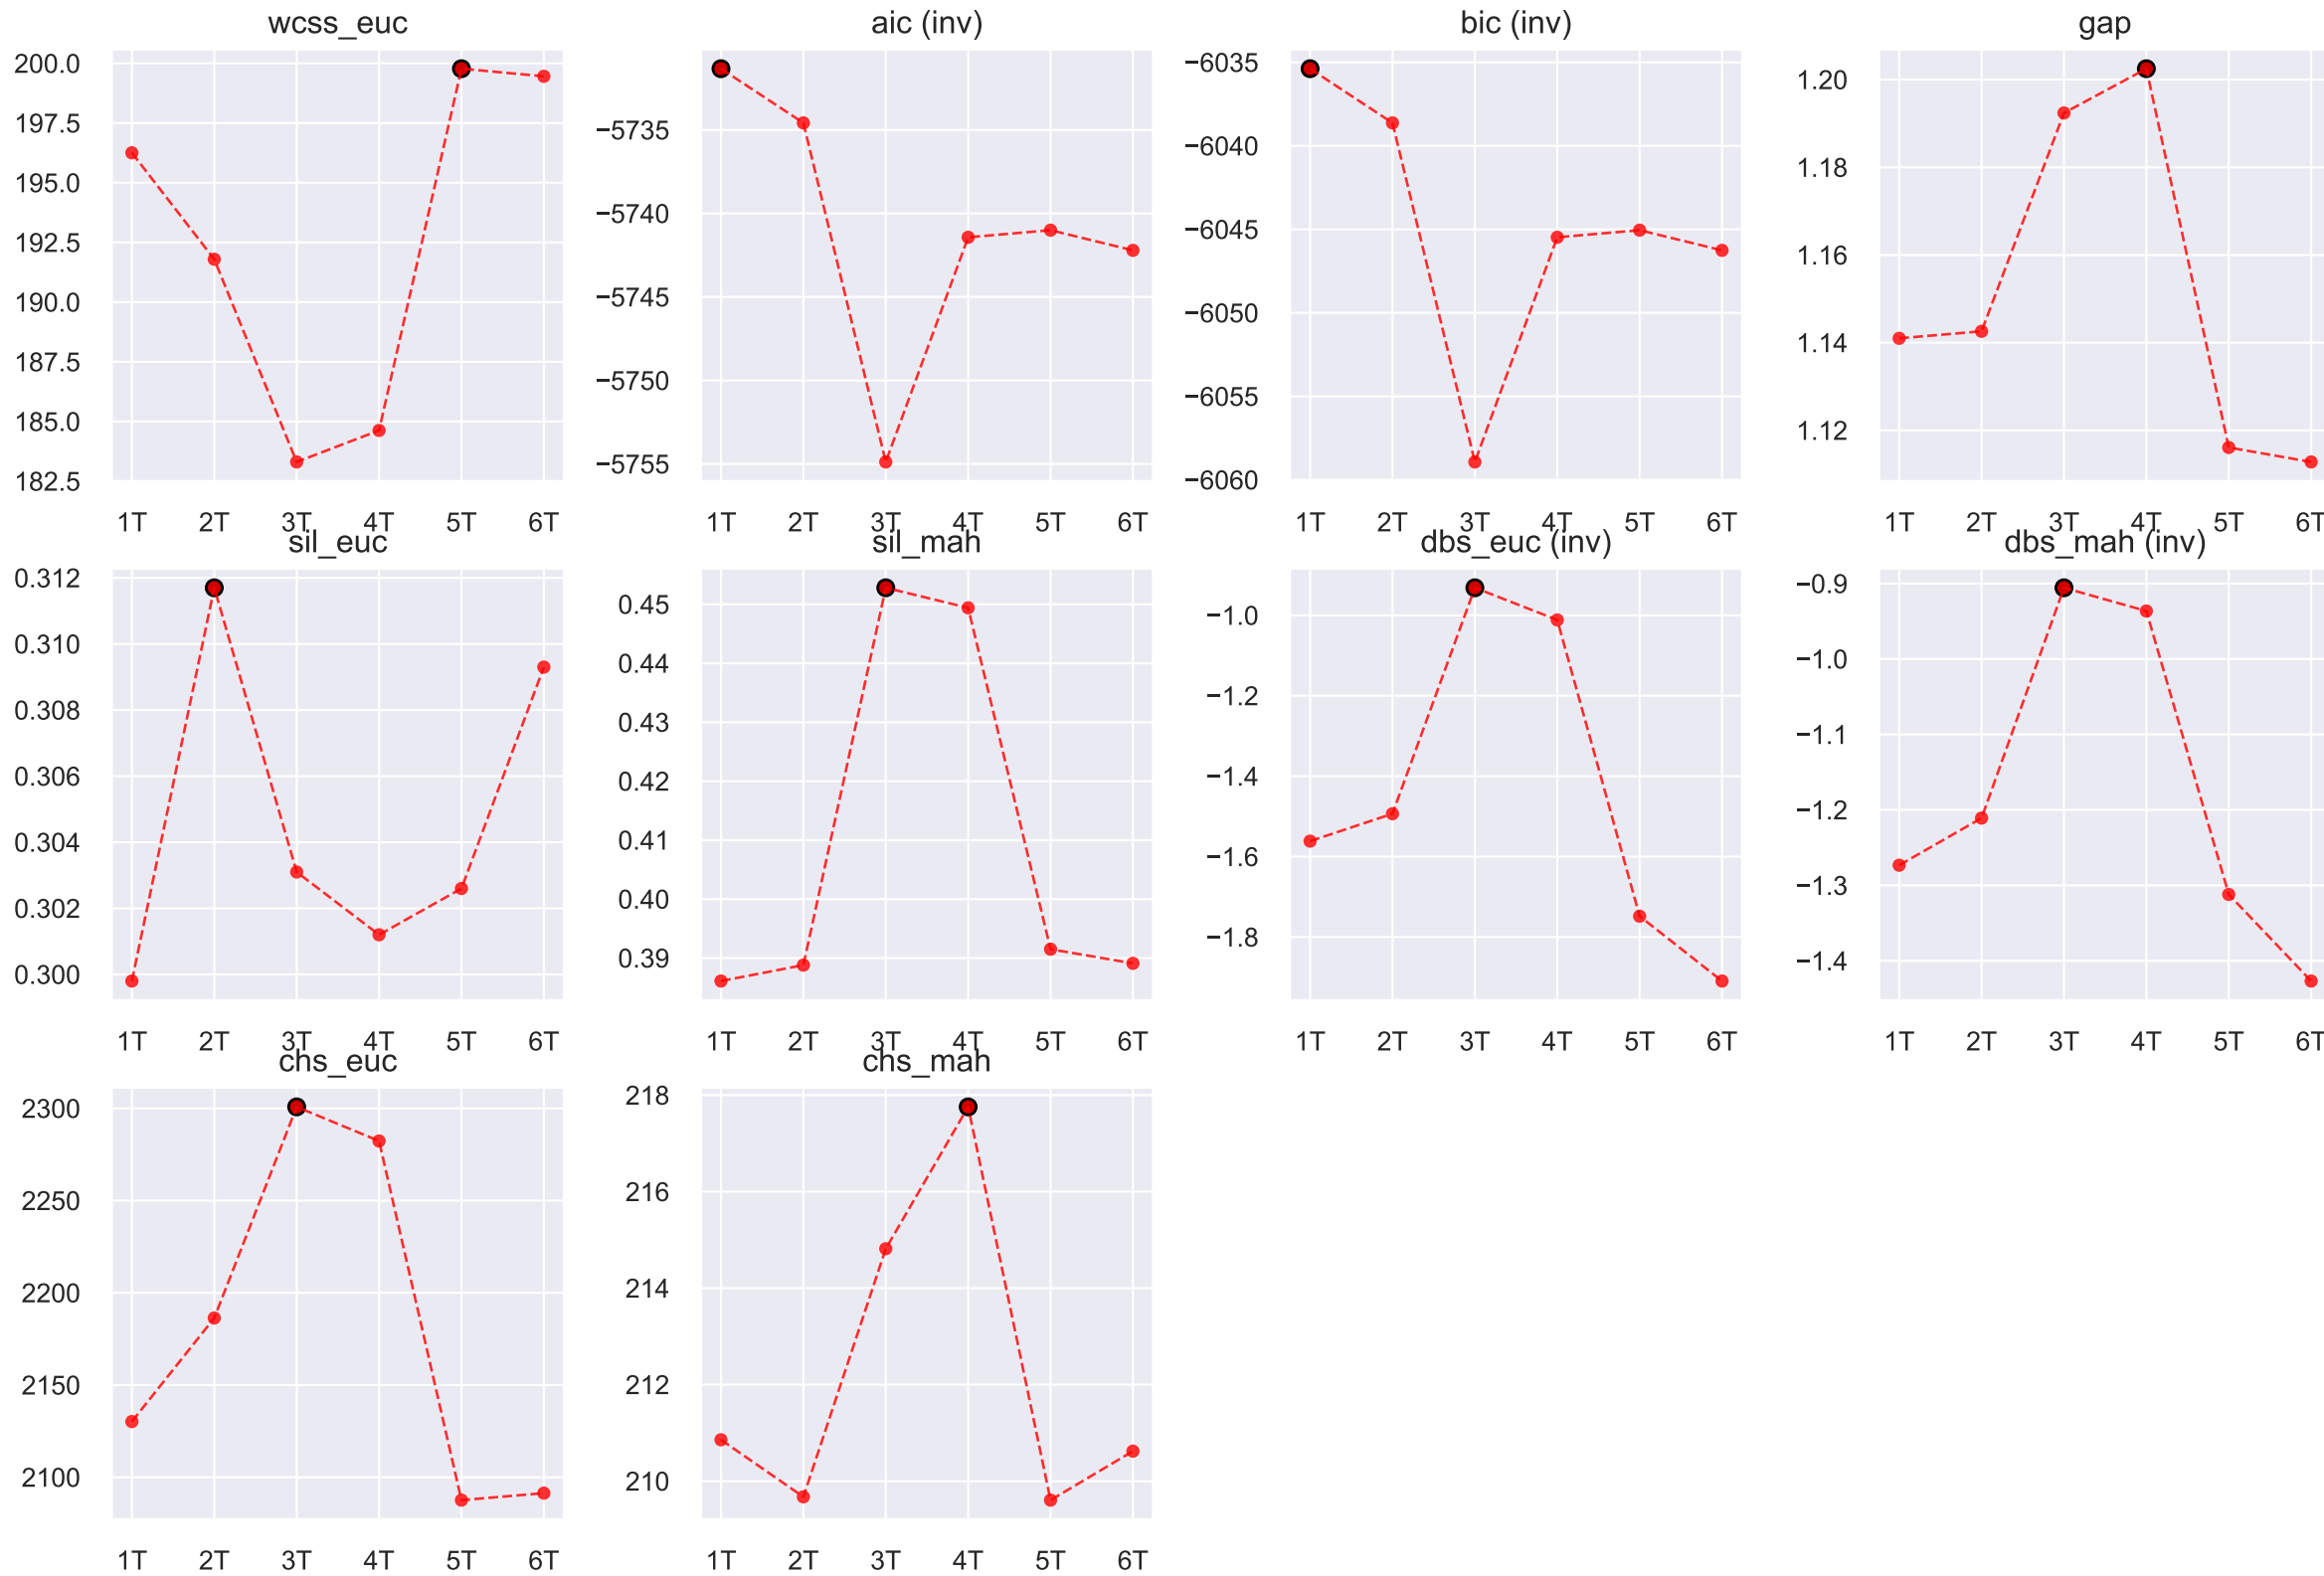 wcss_euc
200.0
197.5
195.0
192.5
190.0
187.5
185.0
182.5
1T 2T 3T 4T 5T 6T
aic (inv)
−5735
−5740
−5745
−5750
−5755
1T 2T 3T 4T 5T 6T
bic (inv)
−6035
−6040
−6045
−6050
−6055
−6060
1T 2T 3T 4T 5T 6T
gap
1.20
1.18
1.16
1.14
1.12
1T 2T 3T 4T 5T 6T
sil_euc
0.312
0.310
0.308
0.306
0.304
0.302
0.300
1T 2T 3T 4T 5T 6T
sil_mah
0.45
0.44
0.43
0.42
0.41
0.40
0.39
1T 2T 3T 4T 5T 6T
dbs_euc (inv)
−1.0
−1.2
−1.4
−1.6
−1.8
1T 2T 3T 4T 5T 6T
dbs_mah (inv)
−0.9
−1.0
−1.1
−1.2
−1.3
−1.4
1T 2T 3T 4T 5T 6T
chs_euc
2300
2250
2200
2150
2100
1T 2T 3T 4T 5T 6T
chs_mah
218
216
214
212
210
1T 2T 3T 4T 5T 6T